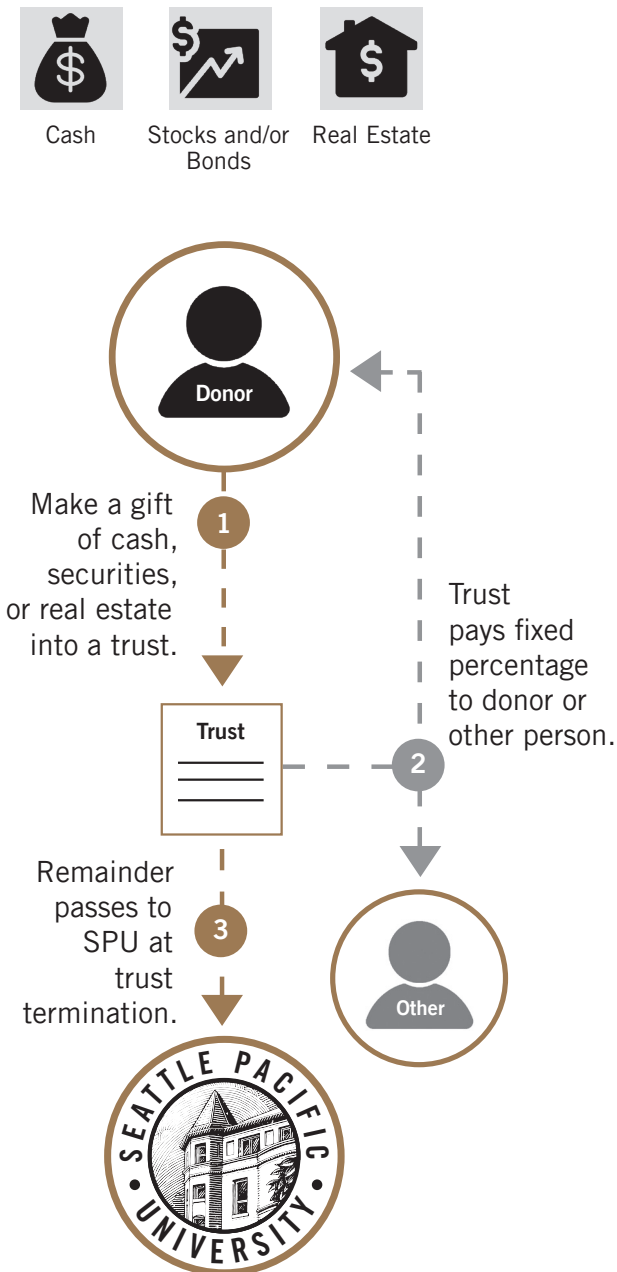 $
$
$
Cash
Stocks and/or
Bonds
Real Estate
Donor
1
Make a gift
of cash,
securities,
or real estate
into a trust.
Trust
2
Trust
pays fixed
percentage
to donor or
other person.
Other
3
Remainder
passes to
SPU at
trust
termination.
SEATTLE PACIFIC
UNIVERSITY